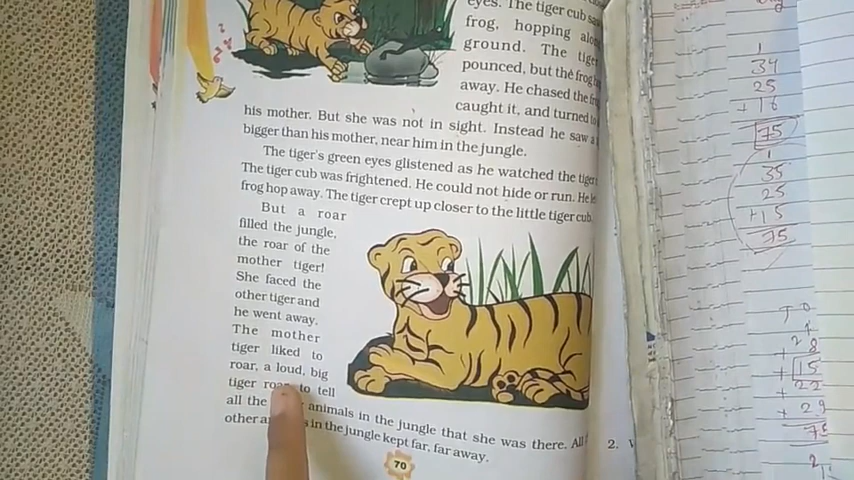 eyes. The tiger cub saw
frog, hopping along
ground. The tiger
pounced, but the frog
away. He chased the
caught it, and turned to
his mother. But she was not in sight. Instead he saw a
bigger than his mother, near him in the jungle.
The tiger's green eyes glistened as he watched the tiger
The tiger cub was frightened. He could not hide or run. He
frog hop away. The tiger crept up closer to the little tiger cub.
But a roar
filled the jungle,
the roar of the
mother tiger!
She faced the
other tiger and
he went away.
The mother
tiger liked to
roar, a loud, big
tiger to tell
all the animals in the jungle that she was there. All
other in the jungle kept far, far away.
70
2.
1
34
25
+ 16
75
1
35
25
+15
75
15
22